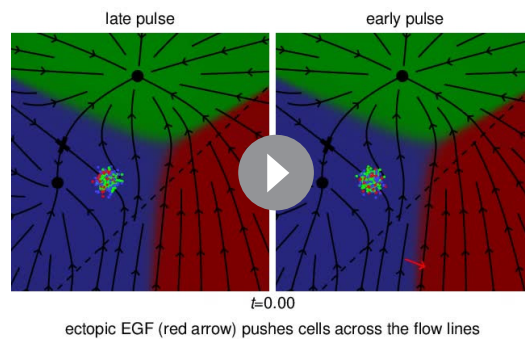 late pulse
early pulse
t=0.00
ectopic EGF (red arrow) pushes cells across the flow lines